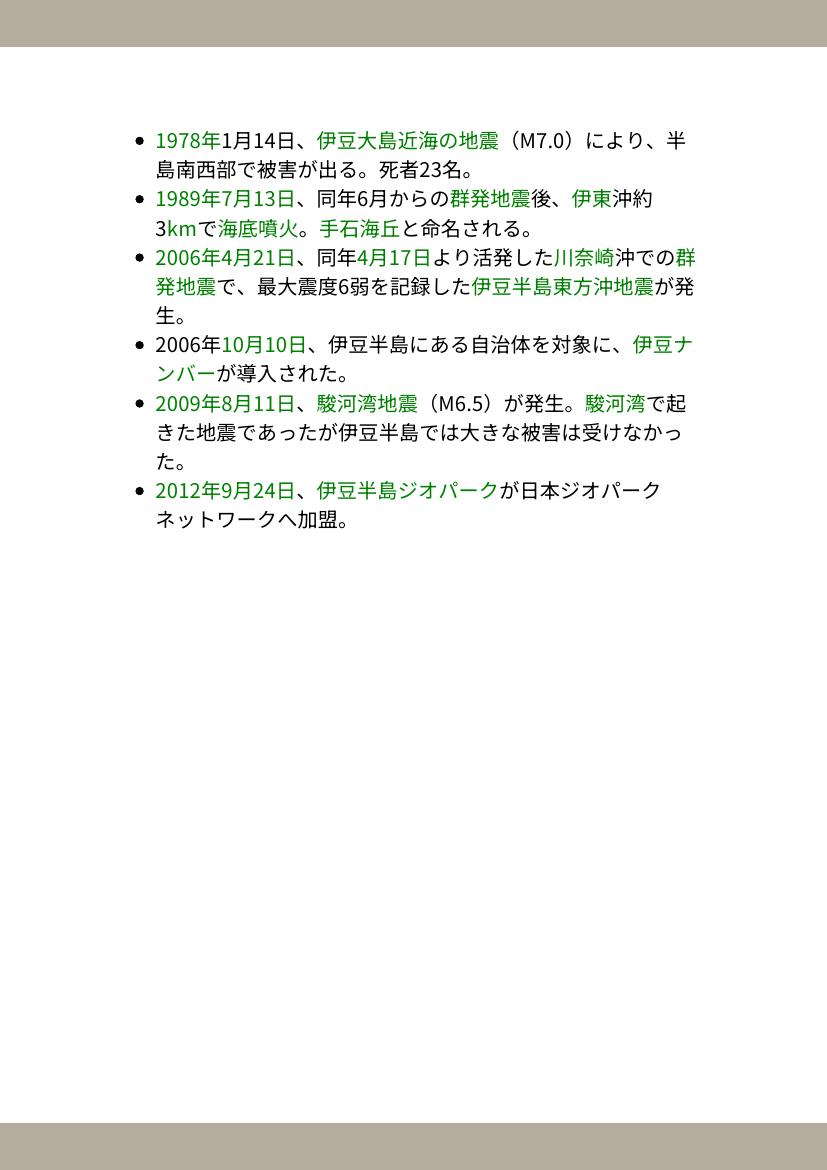 • 1978年1月14日、伊豆大島近海の地震（M7.0）により、半
島南西部で被害が出る。死者23名。
• 1989年7月13日、同年6月からの群発地震後、伊東沖約
3kmで海底噴火。手石海丘と命名される。
• 2006年4月21日、同年4月17日より活発した川奈崎沖での群
発地震で、最大震度6弱を記録した伊豆半島東方沖地震が発
生。
• 2006年10月10日、伊豆半島にある自治体を対象に、伊豆ナ
ンバーが導入された。
• 2009年8月11日、駿河湾地震（M6.5）が発生。駿河湾で起
きた地震であったが伊豆半島では大きな被害は受けなかっ
た。
• 2012年9月24日、伊豆半島ジオパークが日本ジオパーク
ネットワークへ加盟。